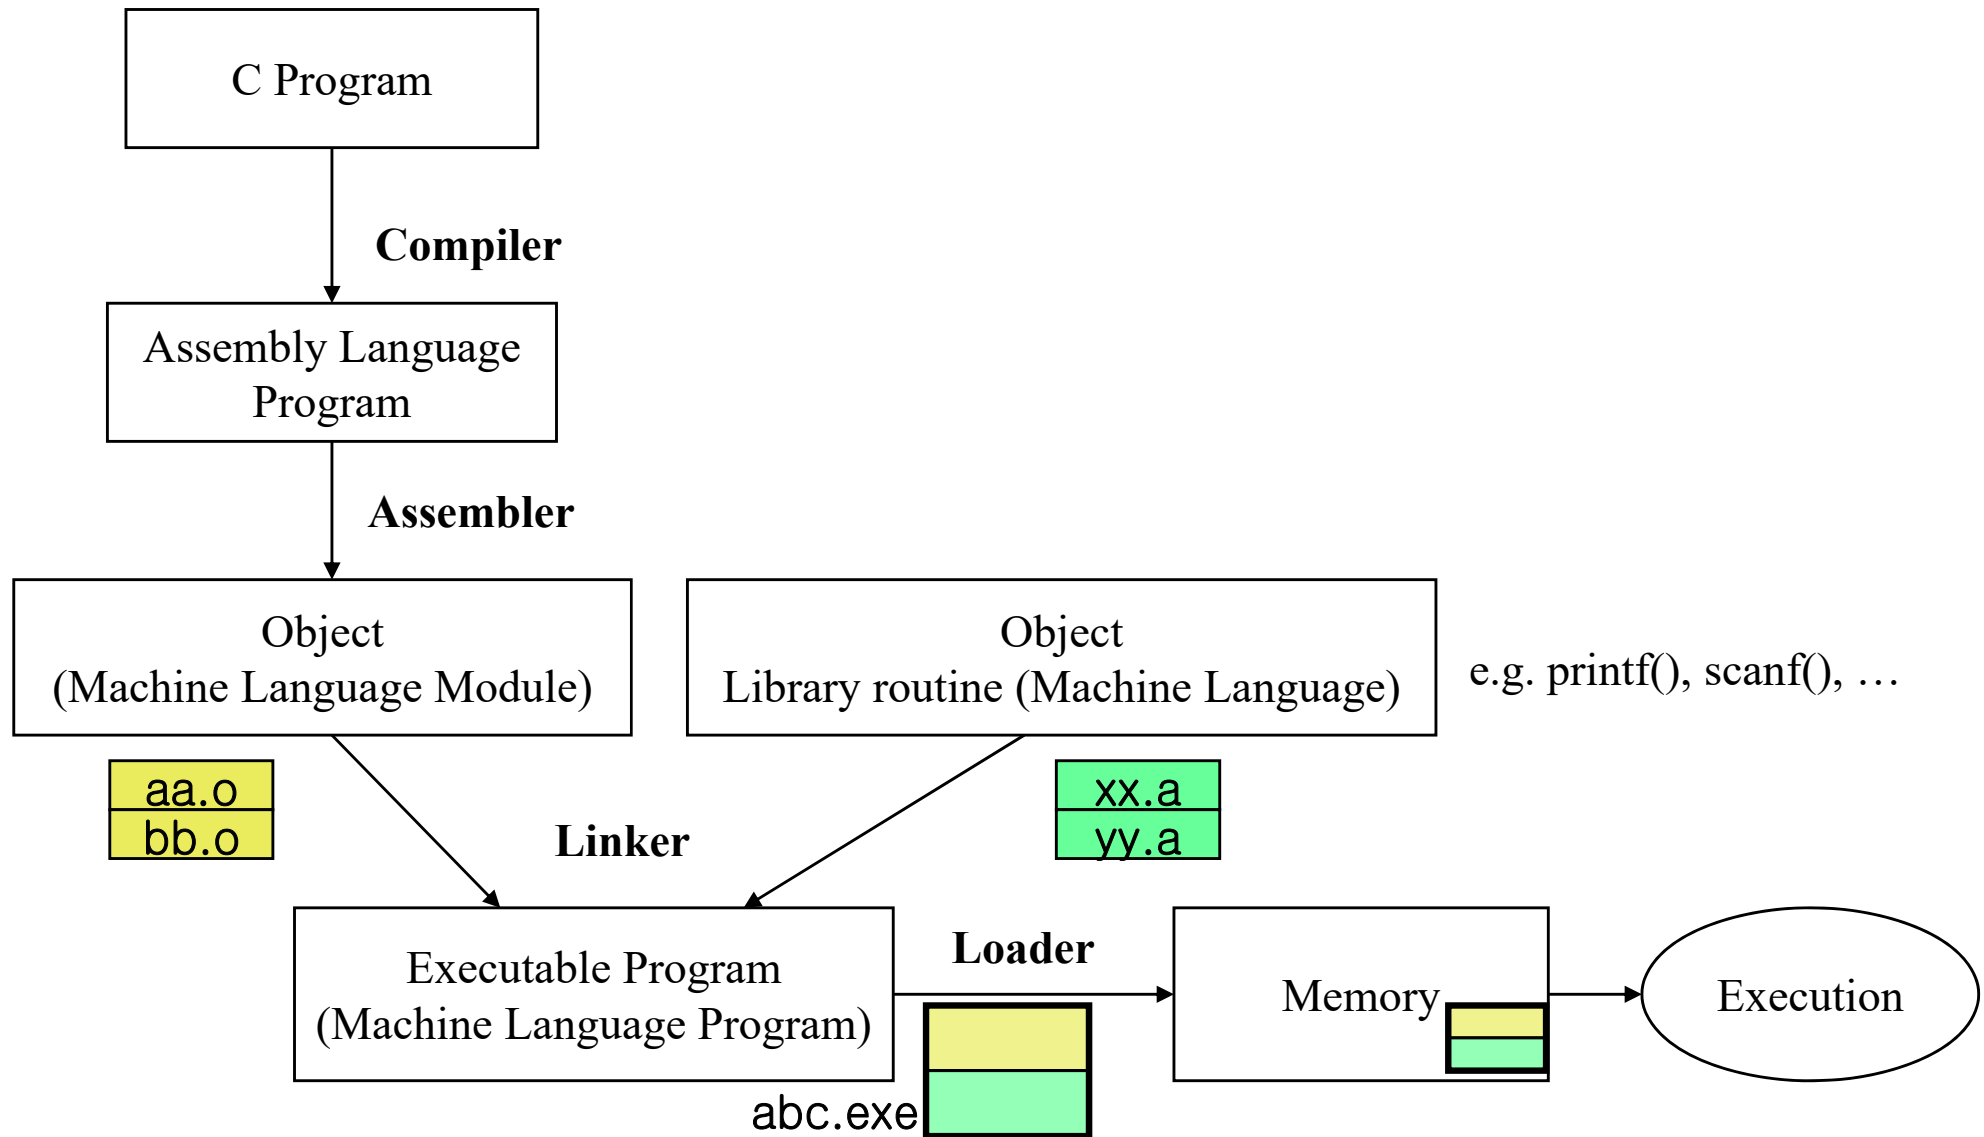 C Program
Compiler
Assembly Language
Program
Assembler
Object
(Machine Language Module)
Object
Library routine (Machine Language)
e.g. printf(), scanf(), …
aa.o
bb.o
xx.a
yy.a
Linker
Executable Program
(Machine Language Program)
Loader
Memory
Execution
abc.exe